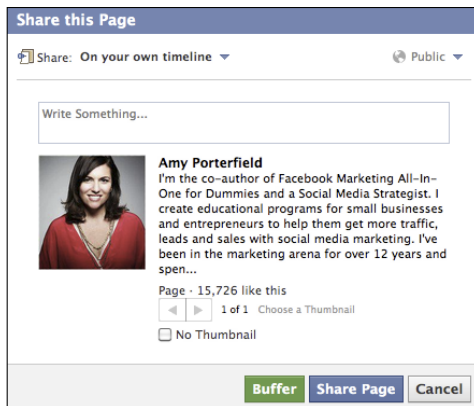 Share this Page
Share: On your own timeline
Public
Write Something...
Amy Porterfield
I'm the co-author of Facebook Marketing All-In-
One for Dummies and a Social Media Strategist. I
create educational programs for small businesses
and entrepreneurs to help them get more traffic,
leads and sales with social media marketing. I've
been in the marketing arena for over 12 years and
spen...
Page · 15,726 like this
1 of 1 Choose a Thumbnail
No Thumbnail
Buffer Share Page Cancel